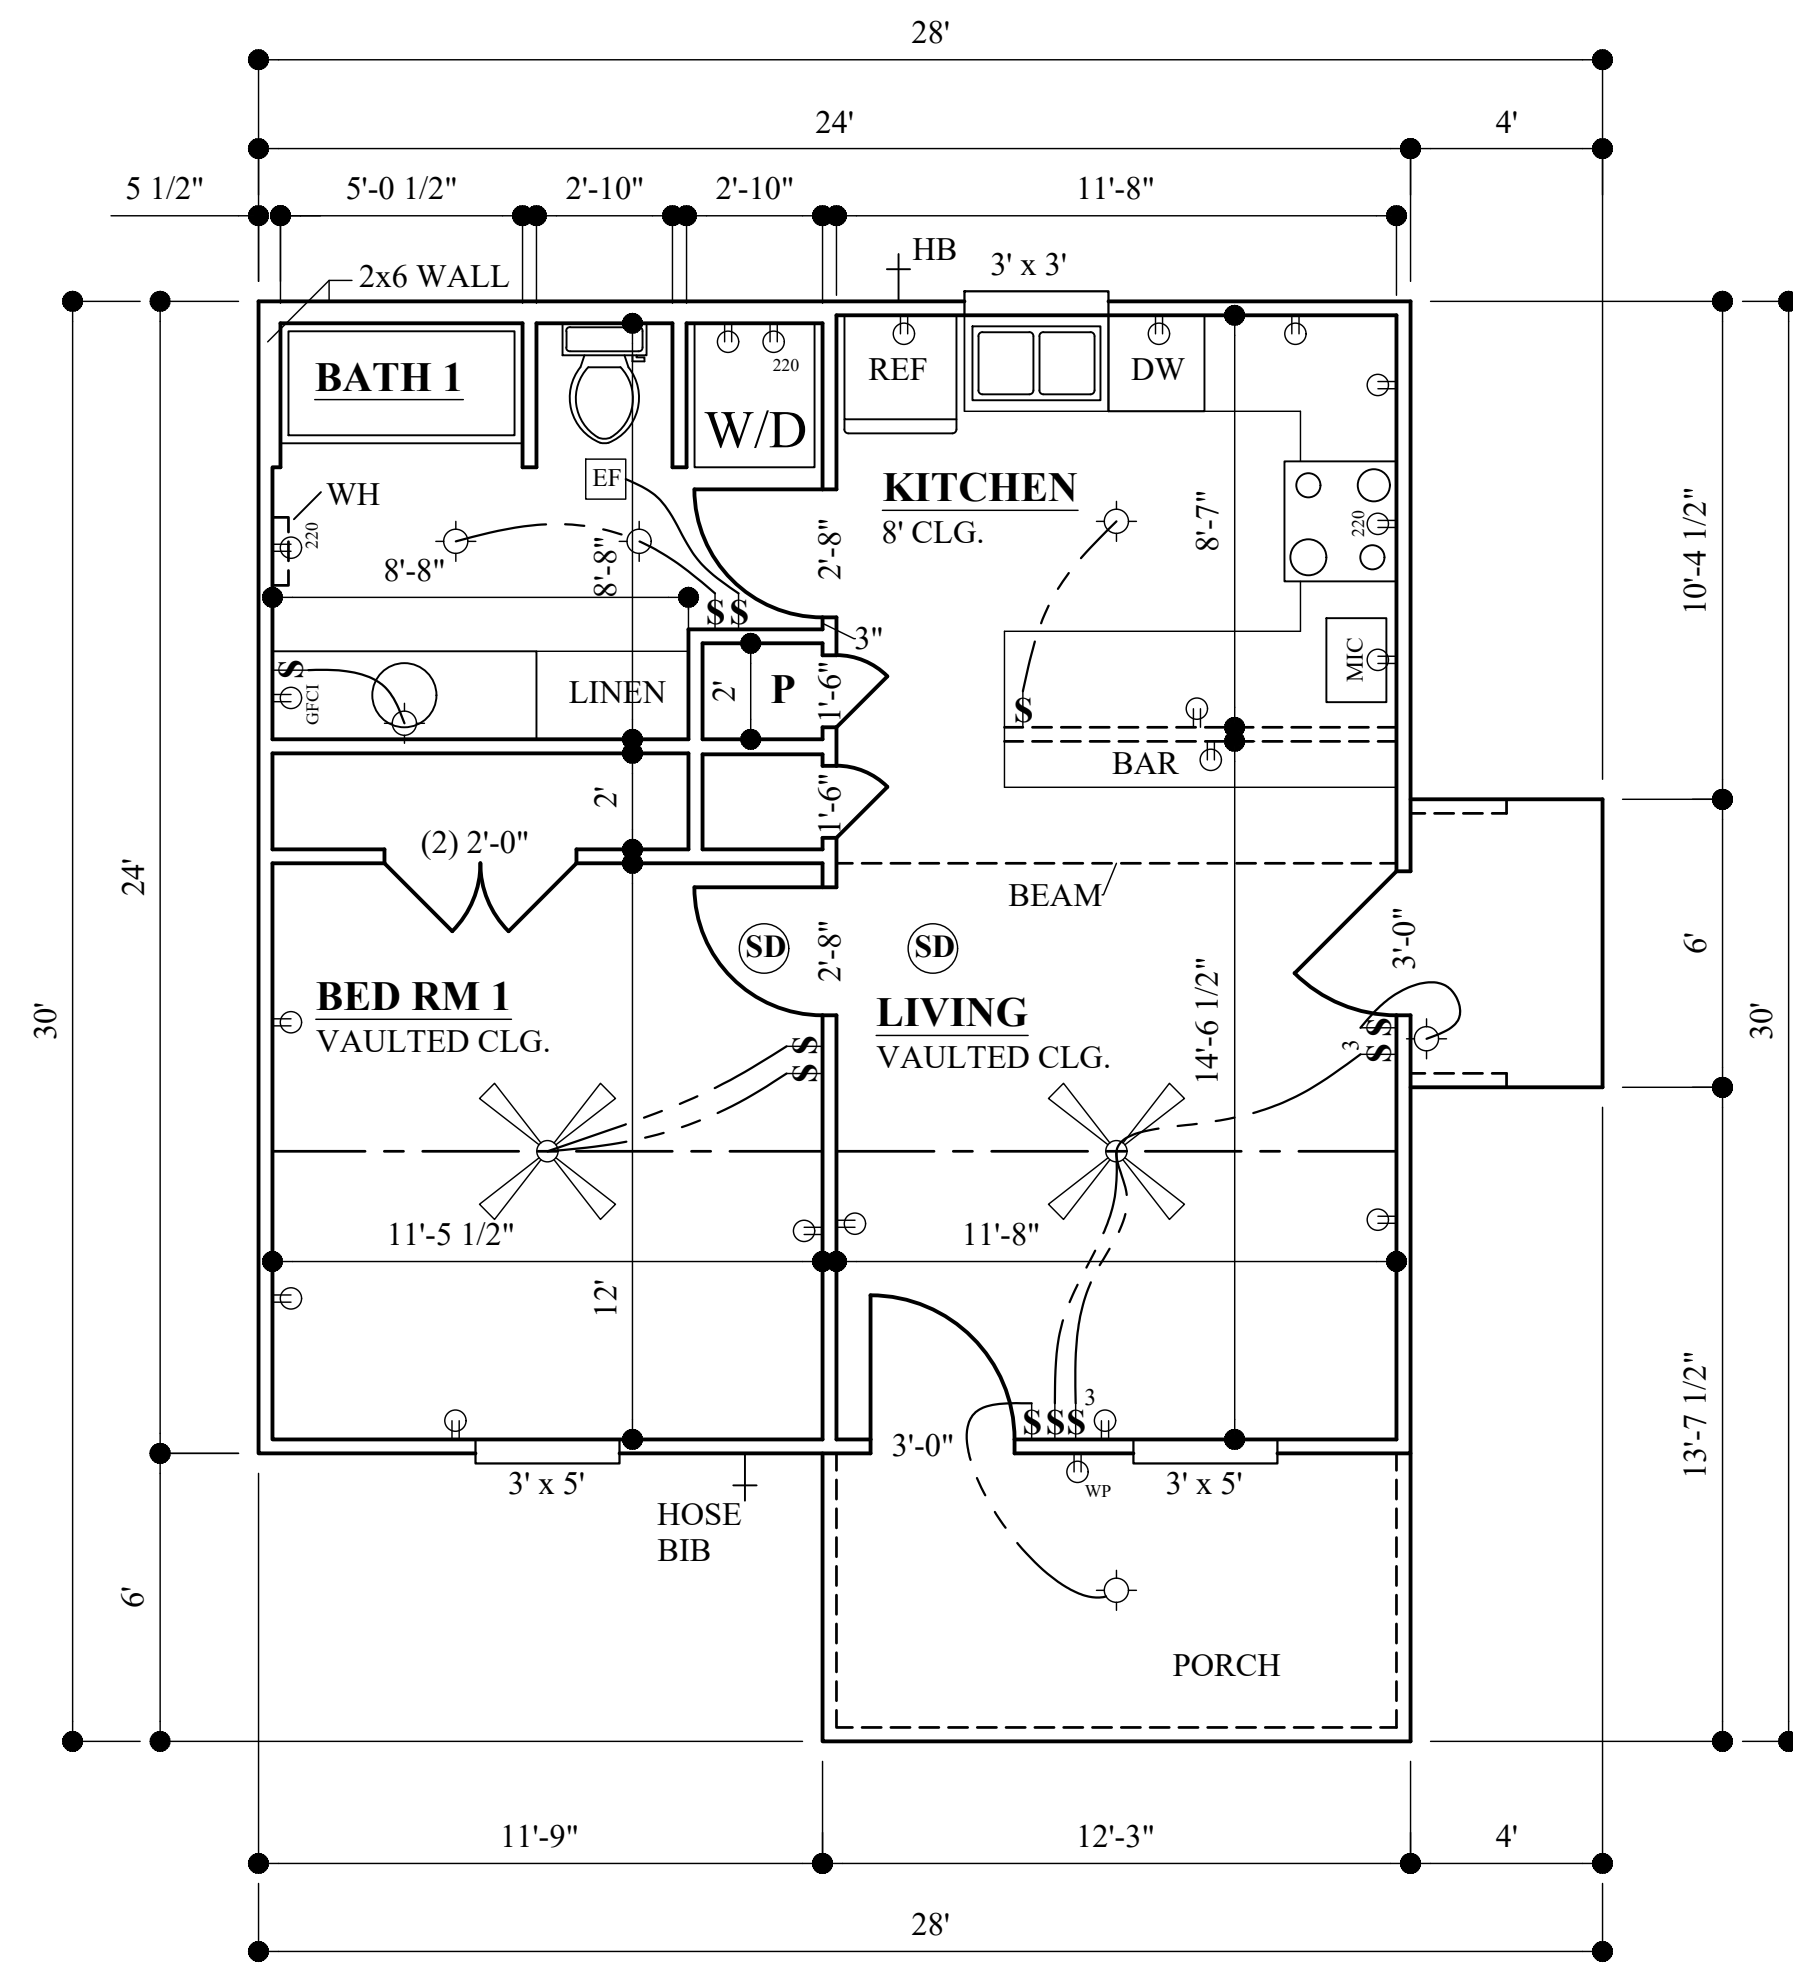 28'
24'
4'
5 1/2"
5'-0 1/2"
2'-10"
2'-10"
11'-8"
HB
3' x 3'
2x6 WALL
BATH 1
220
W/D
REF
DW
EF
WH
220
KITCHEN
8' CLG.
8'-7"
220
2'-8"
10'-4 1/2"
8'-8"
8'-8"
S S
3"
MIC
S
GFCI
LINEN
2'
P
1'-6"
S
BAR
2'
1'-6"
(2) 2'-0"
24'
BEAM
SD
2'-8"
SD
3'-0"
6'
BED RM 1
VAULTED CLG.
LIVING
VAULTED CLG.
14'-6 1/2"
30'
30'
S
S
S
3
S
11'-5 1/2"
11'-8"
12'
13'-7 1/2"
3'-0"
SSS
3
3' x 5'
WP
3' x 5'
HOSE
BIB
6'
PORCH
11'-9"
12'-3"
4'
28'